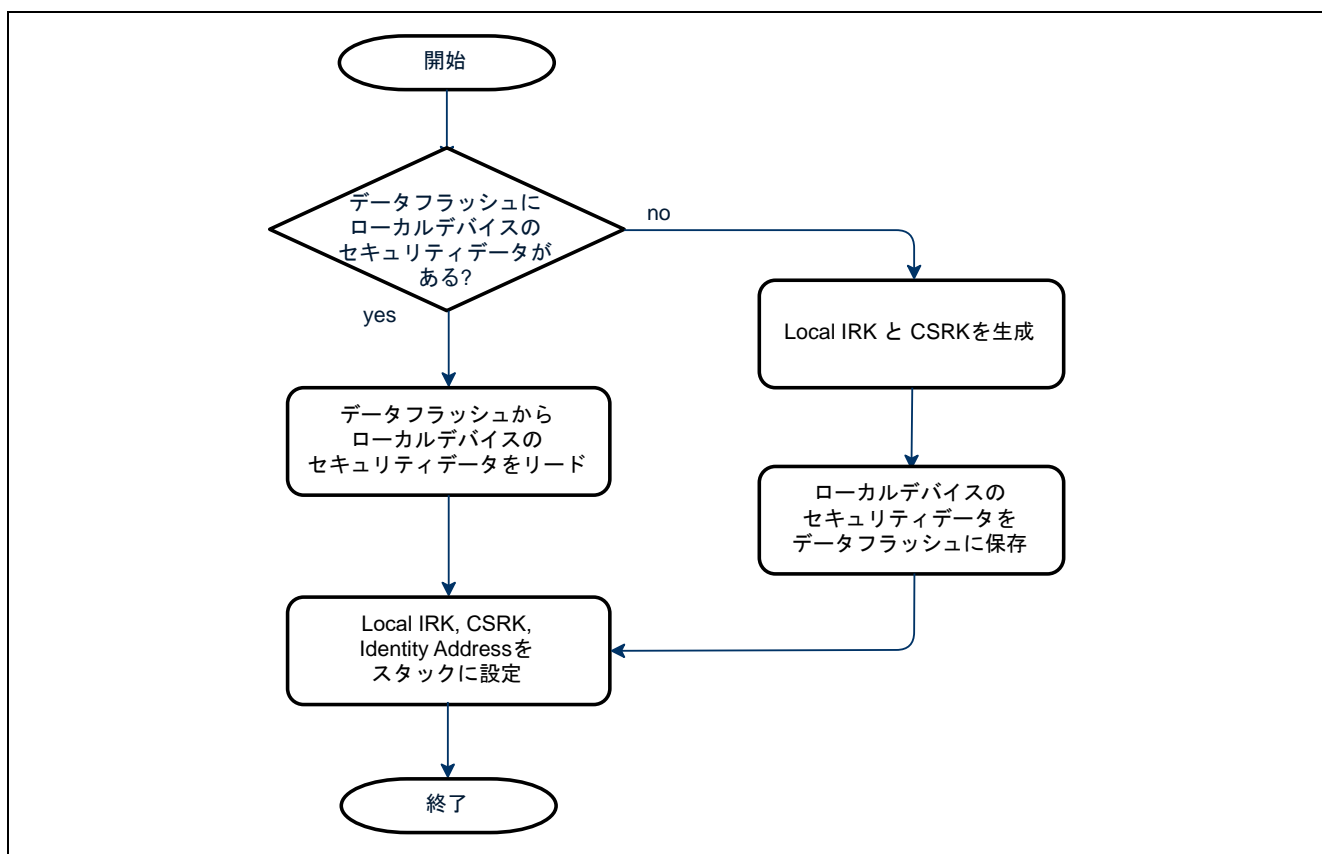 開始
データフラッシュに
ローカルデバイスの
セキュリティデータが
ある?
no
yes
Local IRK と CSRKを生成
データフラッシュから
ローカルデバイスの
セキュリティデータをリード
ローカルデバイスの
セキュリティデータを
データフラッシュに保存
Local IRK, CSRK,
Identity Addressを
スタックに設定
終了